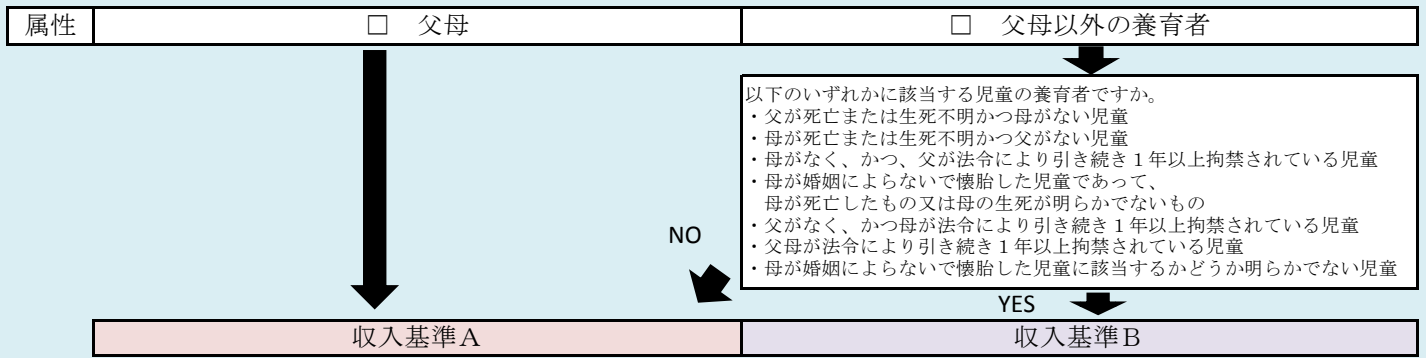 属性
□　父母
□　父母以外の養育者
以下のいずれかに該当する児童の養育者ですか。
・父が死亡または生死不明かつ母がない児童
・母が死亡または生死不明かつ父がない児童
・母がなく、かつ、父が法令により引き続き１年以上拘禁されている児童
・母が婚姻によらないで懐胎した児童であって、
　母が死亡したもの又は母の生死が明らかでないもの
・父がなく、かつ母が法令により引き続き１年以上拘禁されている児童
・父母が法令により引き続き１年以上拘禁されている児童
・母が婚姻によらないで懐胎した児童に該当するかどうか明らかでない児童
NO
YES
収入基準Ａ
収入基準Ｂ